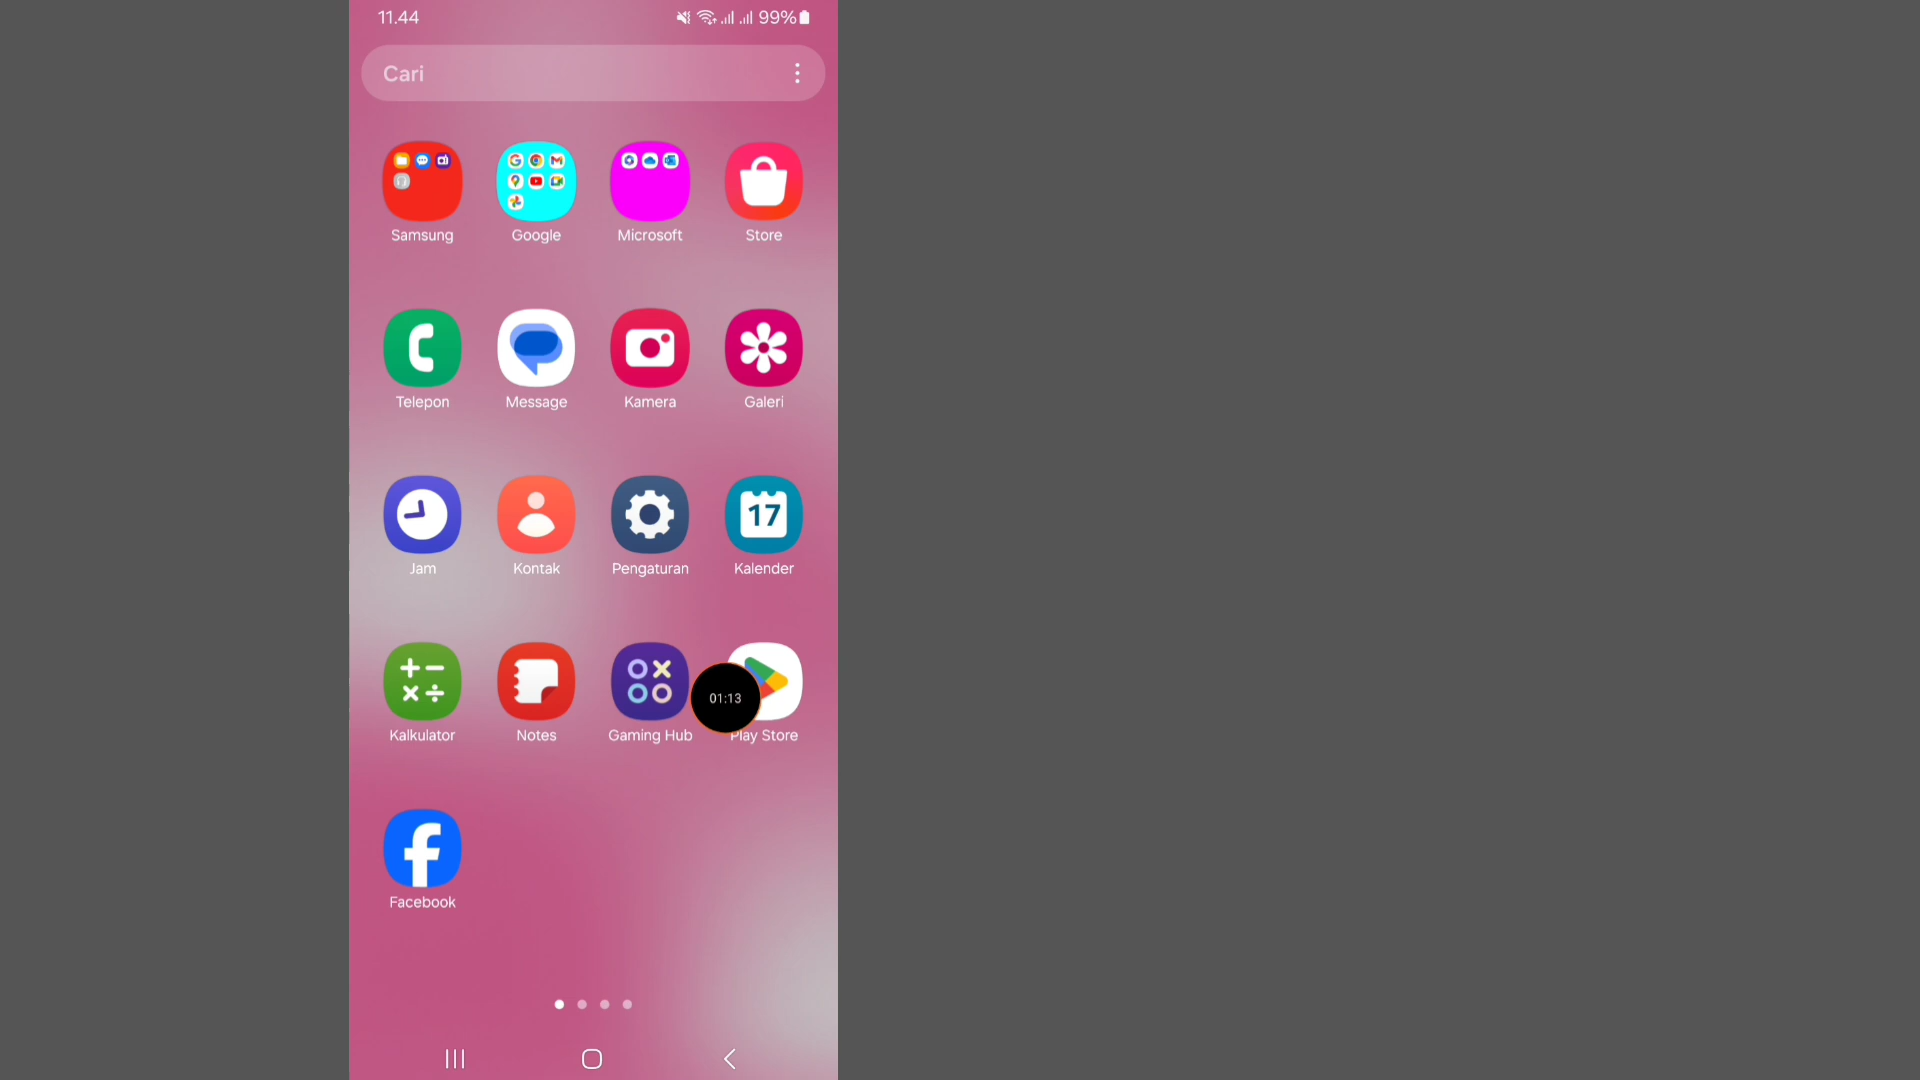 11.44 99%
Cari
Samsung Google Microsoft Store
Telepon Message Kamera Galeri
17
Jam Kontak Pengaturan Kalender
01:13
Kalkulator Notes Gaming Hub Play Store
Facebook